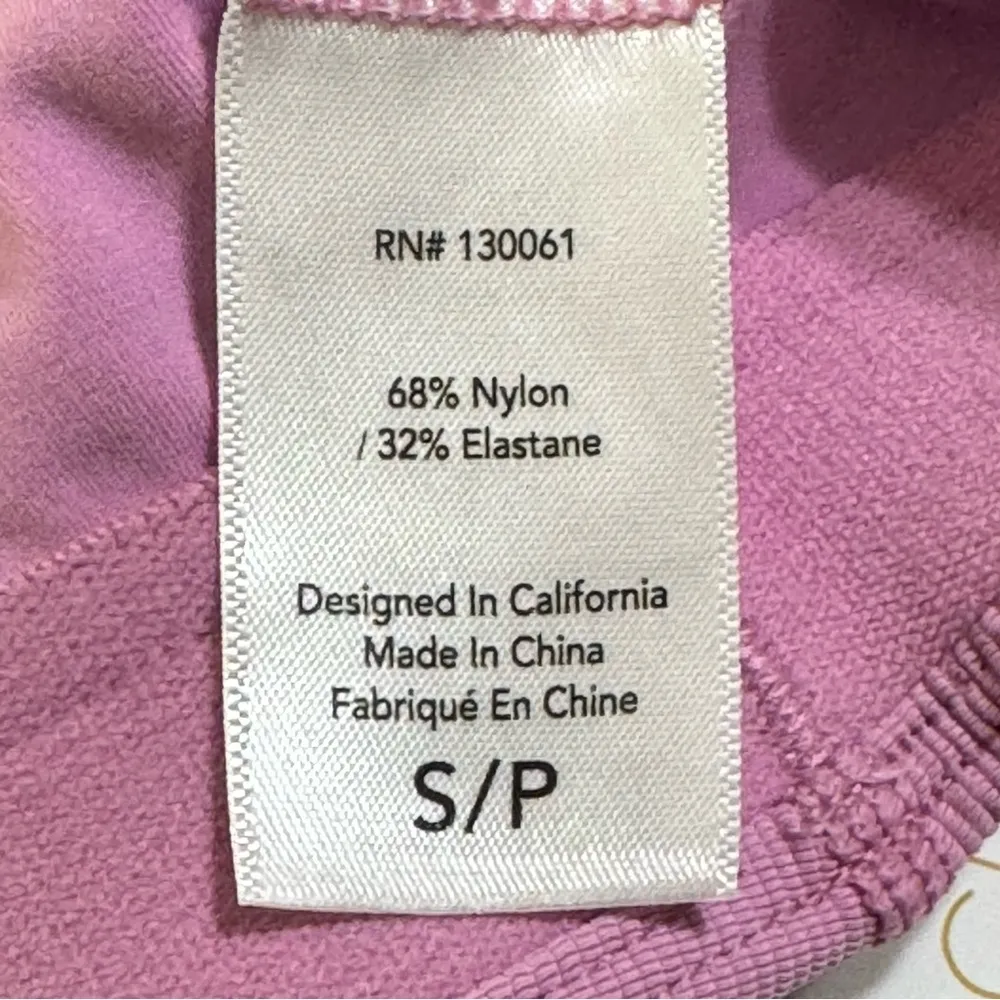 RN# 130061
68% Nylon
/ 32% Elastane
Designed In California
Made In China
Fabriqué En Chine
S/P